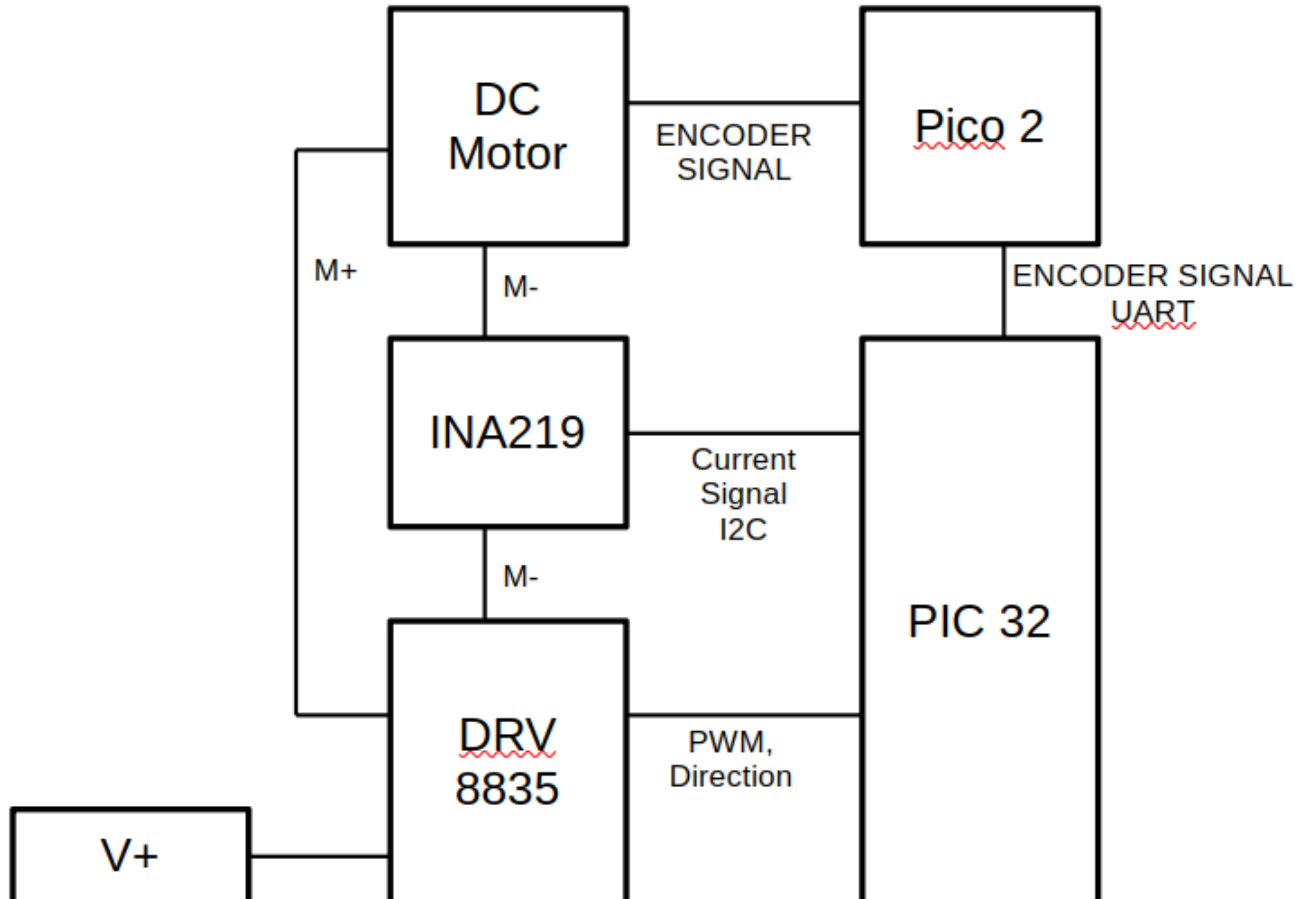 DC
Motor
ENCODER
SIGNAL
Pico 2
M+
M-
ENCODER SIGNAL
UART
INA219
Current
Signal
I2C
M-
PIC 32
DRV
8835
PWM,
Direction
V+